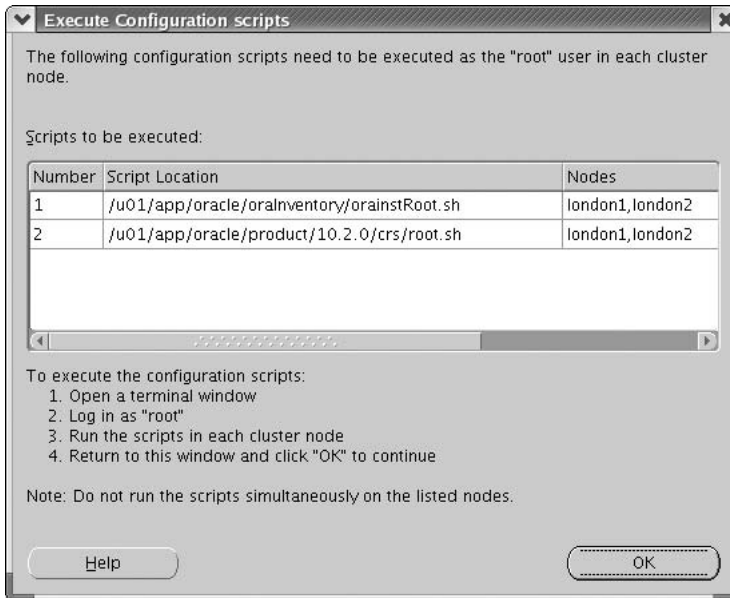 Execute Configuration scripts
The following configuration scripts need to be executed as the "root" user in each cluster
node.
Scripts to be executed:
Number Script Location Nodes
1 /u01/app/oracle/oraInventory/orainstRoot.sh london1,london2
2 /u01/app/oracle/product/10.2.0/crs/root.sh london1,london2
To execute the configuration scripts:
1. Open a terminal window
2. Log in as "root"
3. Run the scripts in each cluster node
4. Return to this window and click "OK" to continue
Note: Do not run the scripts simultaneously on the listed nodes.
Help OK